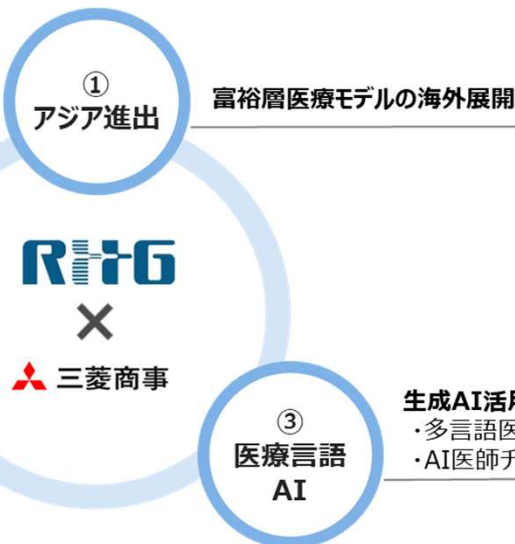 ①
アジア進出
富裕層医療モデルの海外展開
RHG
×
三菱商事
③
医療言語
AI
生成AI活
・多言語医
・AI医師チ